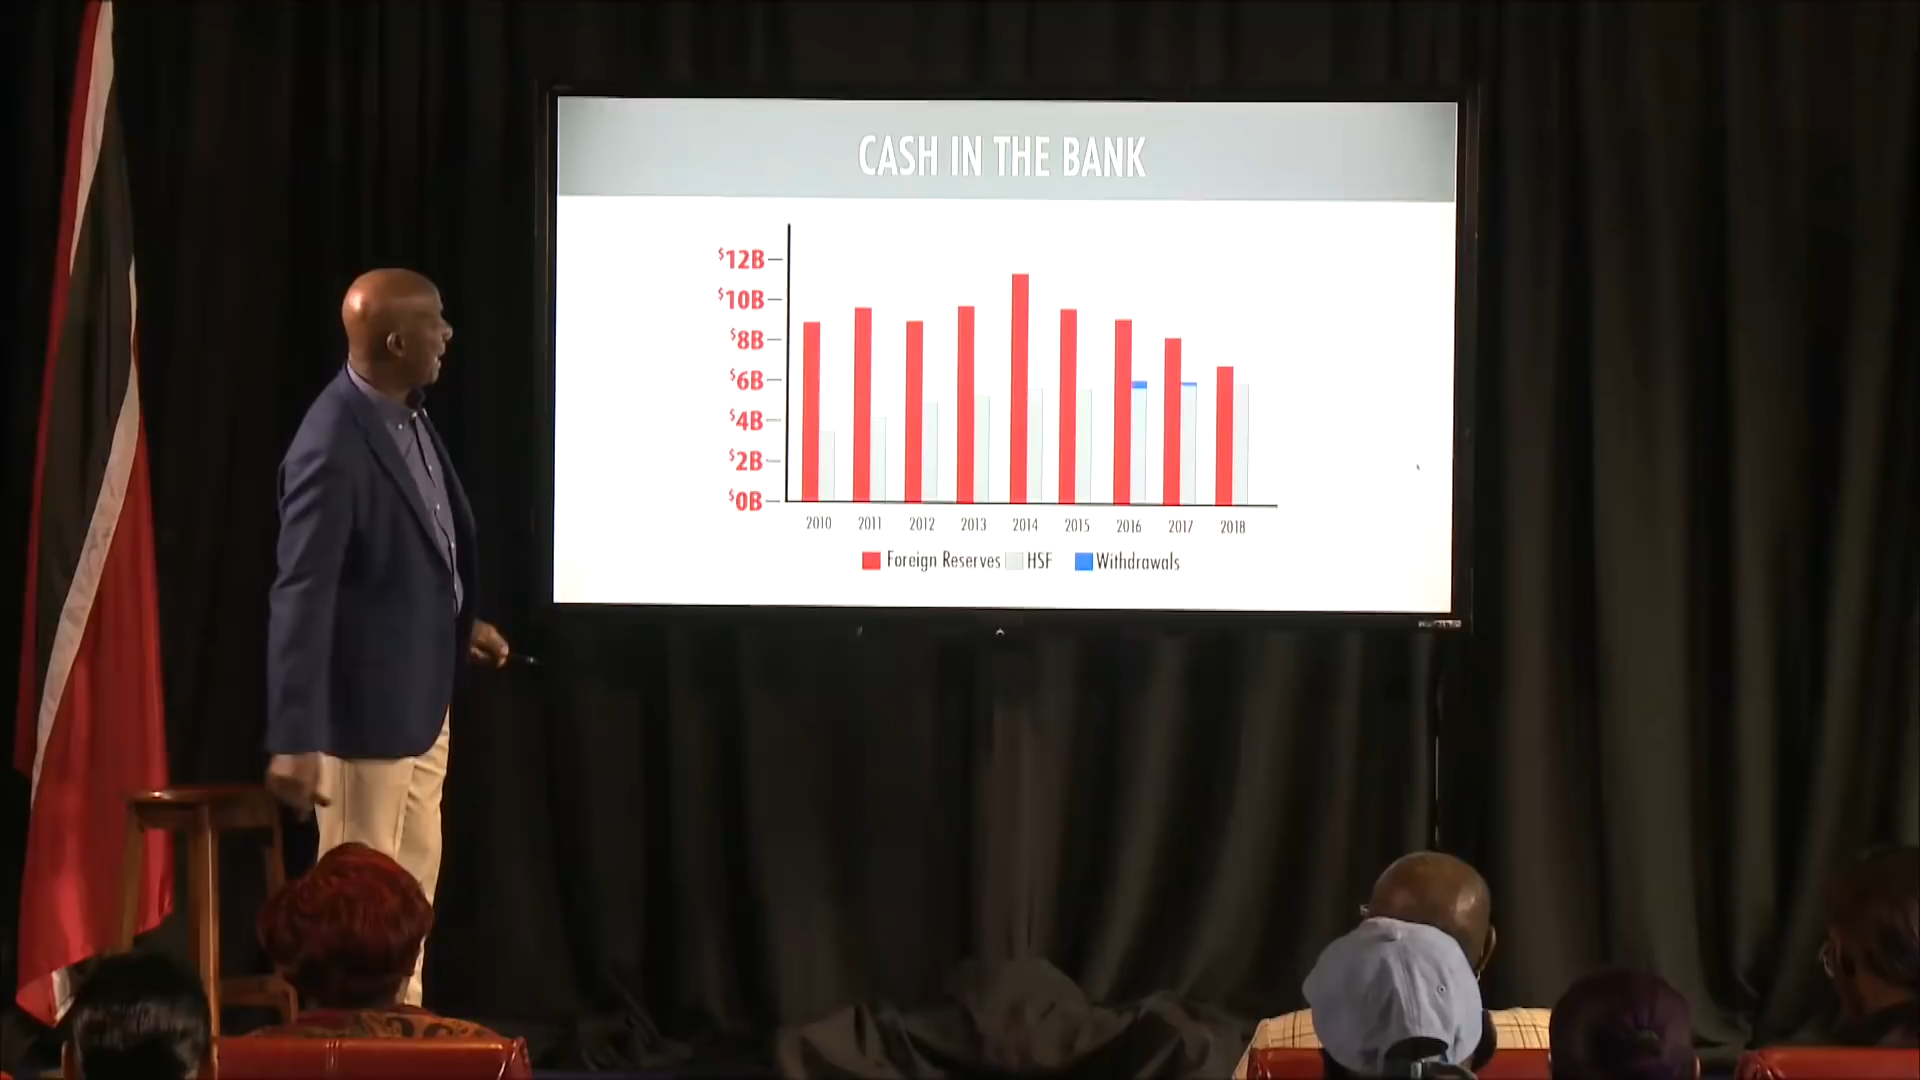 CASH IN THE BANK
$12B
$10B
$8B
$6B
$4B
$2B
$0B
2010 2011 2012 2013 2014 2015 2016 2017 2018
Foreign Reserves HSF Withdrawals